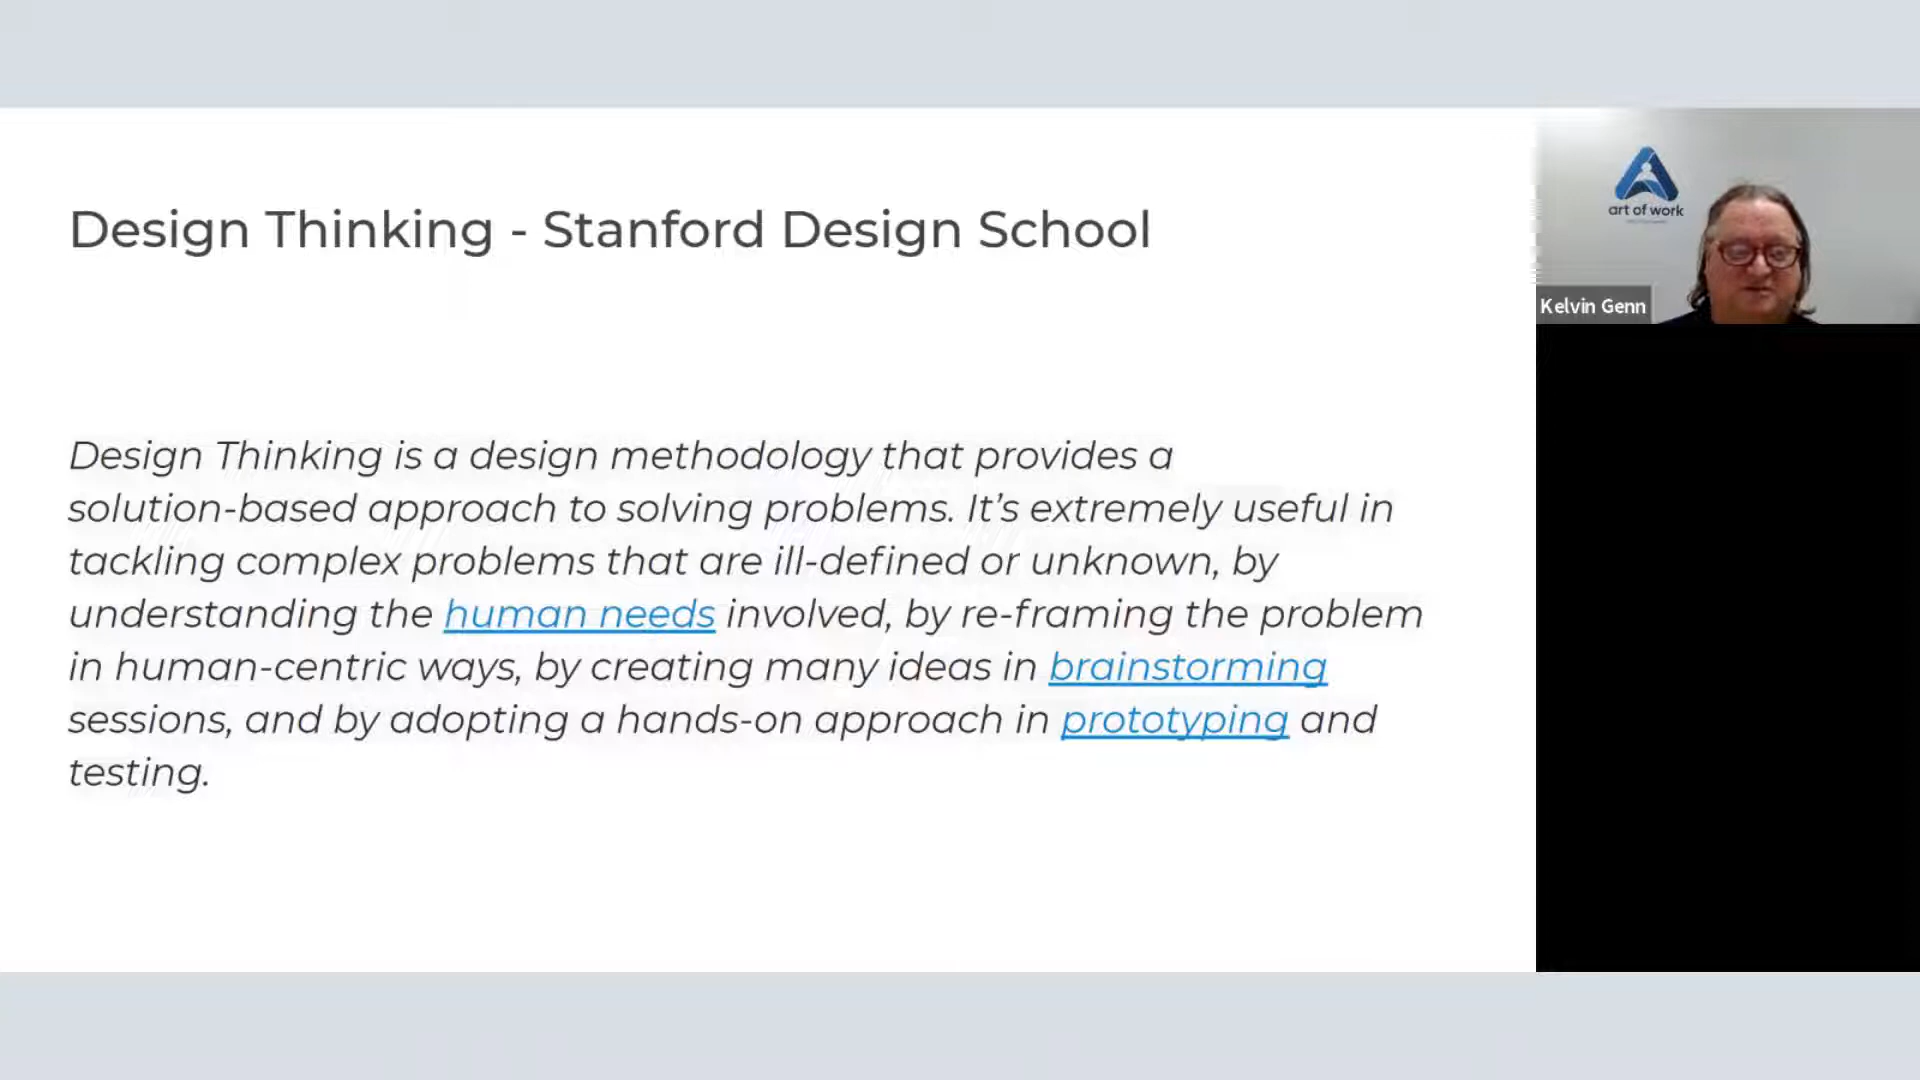 Design Thinking - Stanford Design School
Design Thinking is a design methodology that provides a
solution-based approach to solving problems. It’s extremely useful in
tackling complex problems that are ill-defined or unknown, by
understanding the human needs involved, by re-framing the problem
in human-centric ways, by creating many ideas in brainstorming
sessions, and by adopting a hands-on approach in prototyping and
testing.
art of work
Kelvin Genn